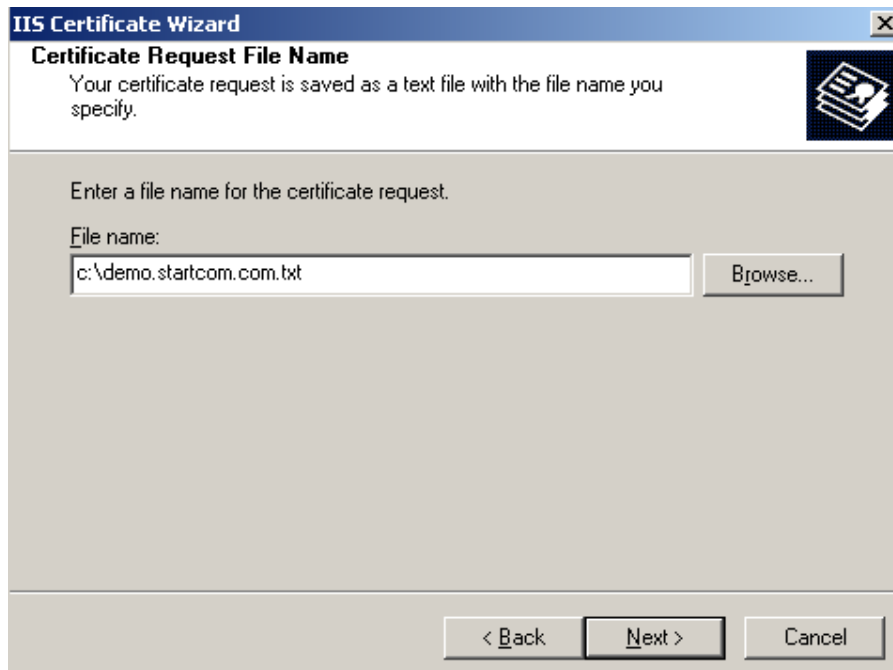 IIS Certificate Wizard
Certificate Request File Name
Your certificate request is saved as a text file with the file name you
specify.
Enter a file name for the certificate request.
File name:
c:\demo.startcom.com.txt
Browse...
< Back
Next >
Cancel